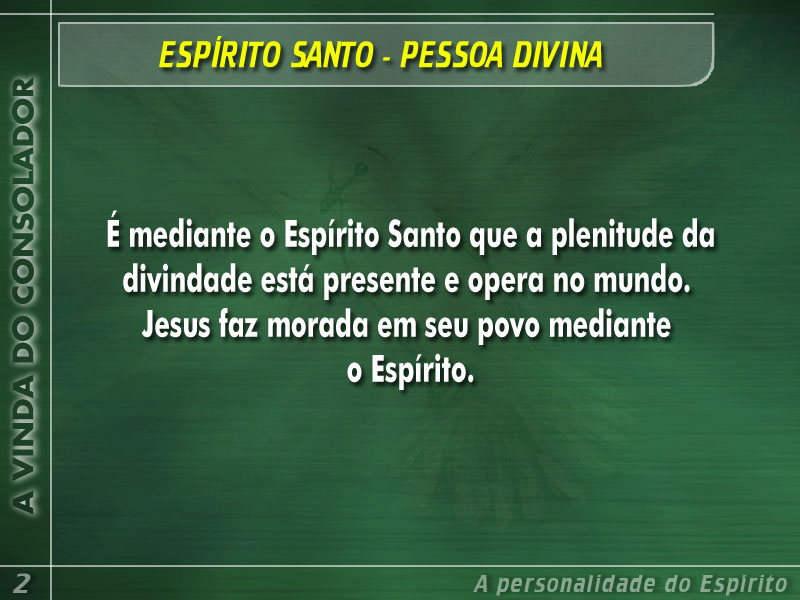 ESPÍRITO SANTO - PESSOA DIVINA
A VINDA DO CONSOLADOR
É mediante o Espírito Santo que a plenitude da
divindade está presente e opera no mundo.
Jesus faz morada em seu povo mediante
o Espírito.
2
A personalidade do Espírito